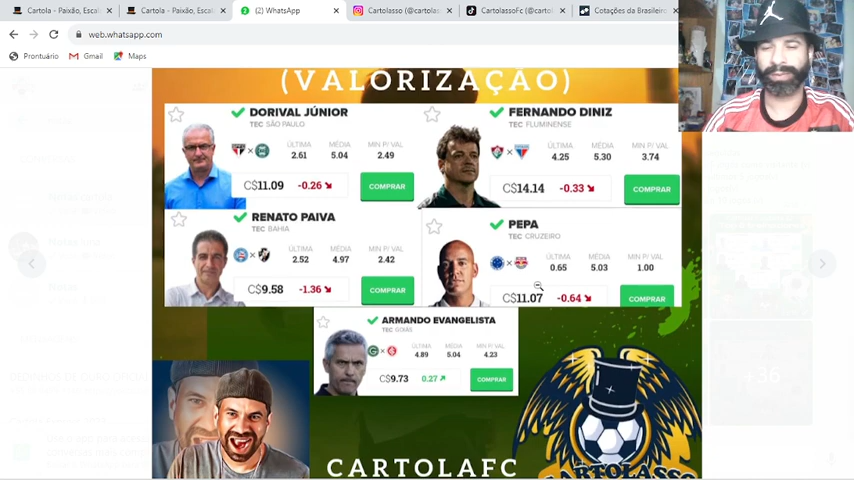 Cartola - Paixão, Escal
Cartola - Paixão, Escal
(2) WhatsApp
Cartolasso (@cartolas
CartolassoFc (@cartol
Cotações da Brasileiro
web.whatsapp.com
Prontuário
Gmail
Maps
(VALORIZAÇÃO)
DORIVAL JÚNIOR
TEC SÃO PAULO
ÚLTIMA MÉDIA MIN P/ VAL
2.61 5.04 2.49
C$11.09 -0.26
COMPRAR
FERNANDO DINIZ
TEC FLUMINENSE
ÚLTIMA MÉDIA MIN P/ VAL
4.25 5.30 3.74
C$14.14 -0.33
COMPRAR
RENATO PAIVA
TEC BAHIA
ÚLTIMA MÉDIA MIN P/ VAL
2.52 4.97 2.42
C$9.58 -1.36
COMPRAR
PEPA
TEC CRUZEIRO
ÚLTIMA MÉDIA MIN P/ VAL
0.65 5.03 1.00
C$11.07 -0.64
COMPRAR
ARMANDO EVANGELISTA
TEC GOIÁS
ÚLTIMA MÉDIA MIN P/ VAL
4.89 5.04 4.23
C$9.73 0.27
COMPRAR
+36
CARTOLASSO
CARTOLAFC